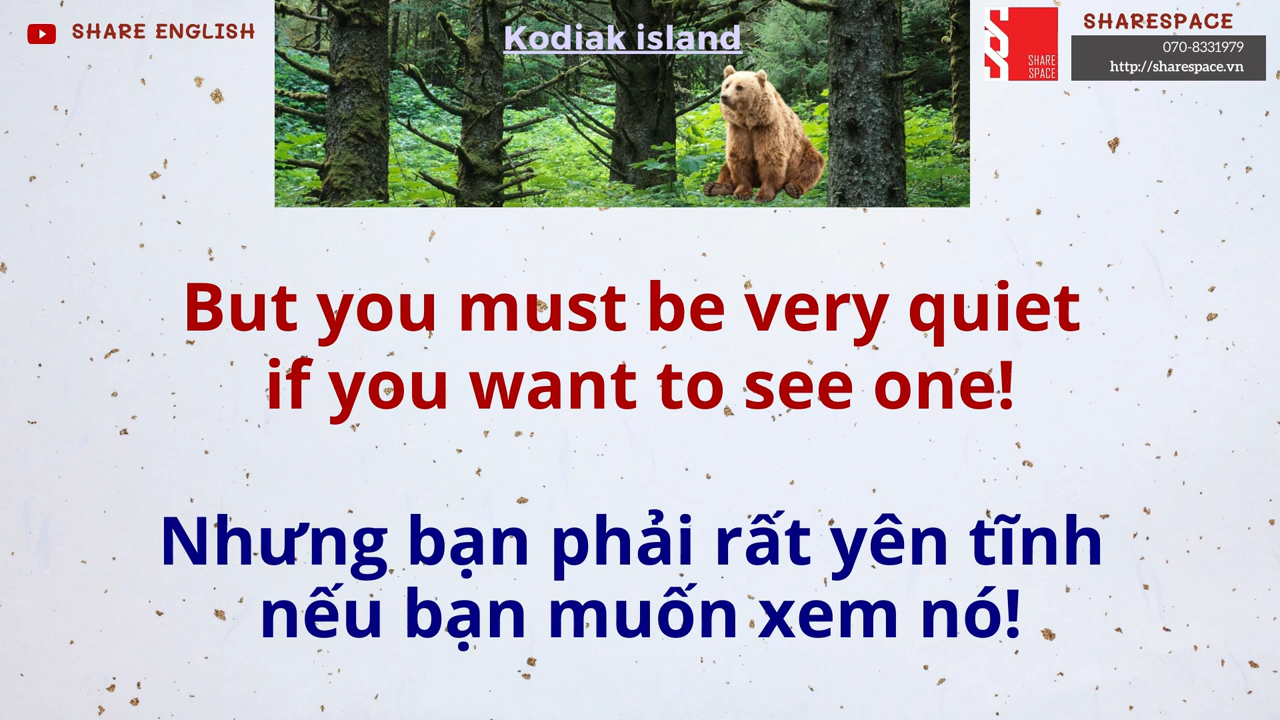 SHARE ENGLISH
Kodiak island
SHARE
SPACE
SHARESPACE
070-8331979
http://sharespace.vn
But you must be very quiet
if you want to see one!
Nhưng bạn phải rất yên tĩnh
nếu bạn muốn xem nó!